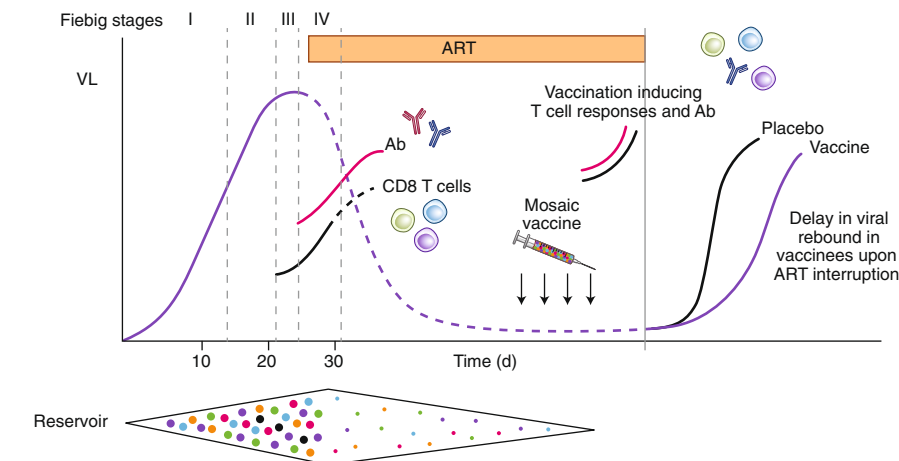 Fiebig stages I II III IV
ART
VL
Vaccination inducing
T cell responses and Ab
Placebo
Vaccine
Ab
CD8 T cells
Mosaic
vaccine
Delay in viral
rebound in
vaccinees upon
ART interruption
10 20 30 Time (d)
Reservoir